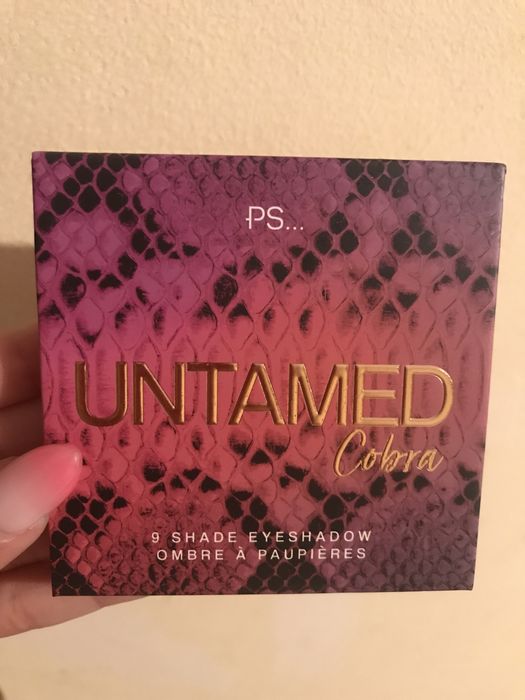 PS...
UNTAMED
Cobra
9 SHADE EYESHADOW
OMBRE À PAUPIÈRES